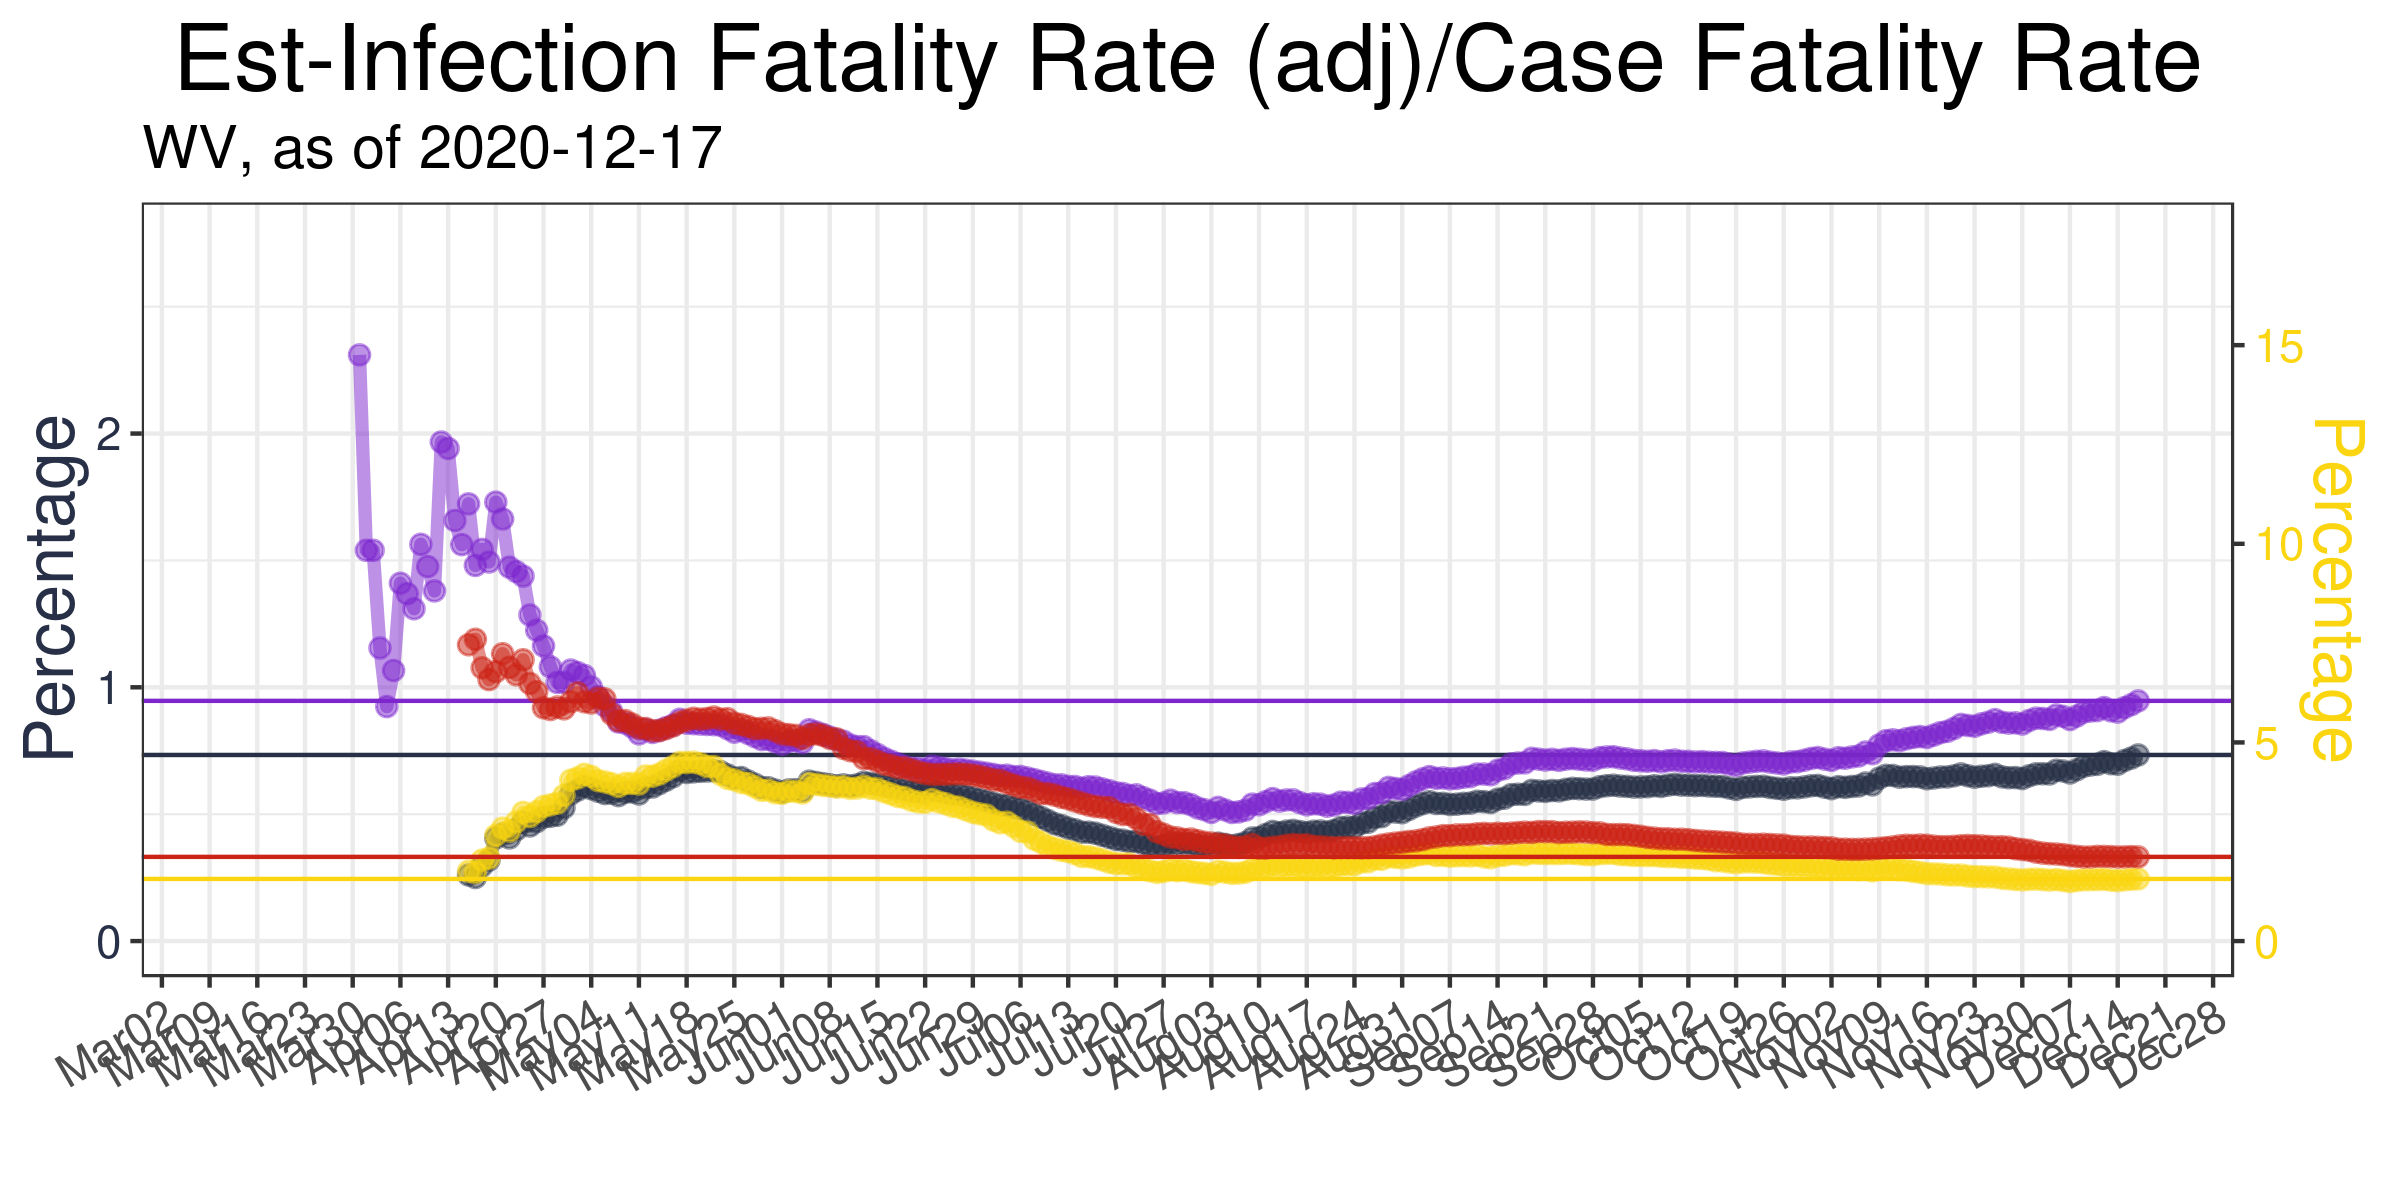 Est-Infection Fatality Rate (adj)/Case Fatality Rate
WV, as of 2020-12-17
Percentage
2
1
0
15
10
5
0
Percentage
Mar02
Mar09
Mar16
Mar23
Mar30
Apr06
Apr13
Apr20
Apr27
May04
May11
May18
May25
Jun01
Jun08
Jun15
Jun22
Jun29
Jul06
Jul13
Jul20
Jul27
Aug03
Aug10
Aug17
Aug24
Aug31
Sep07
Sep14
Sep21
Sep28
Oct05
Oct12
Oct19
Oct26
Nov02
Nov09
Nov16
Nov23
Nov30
Dec07
Dec14
Dec21
Dec28